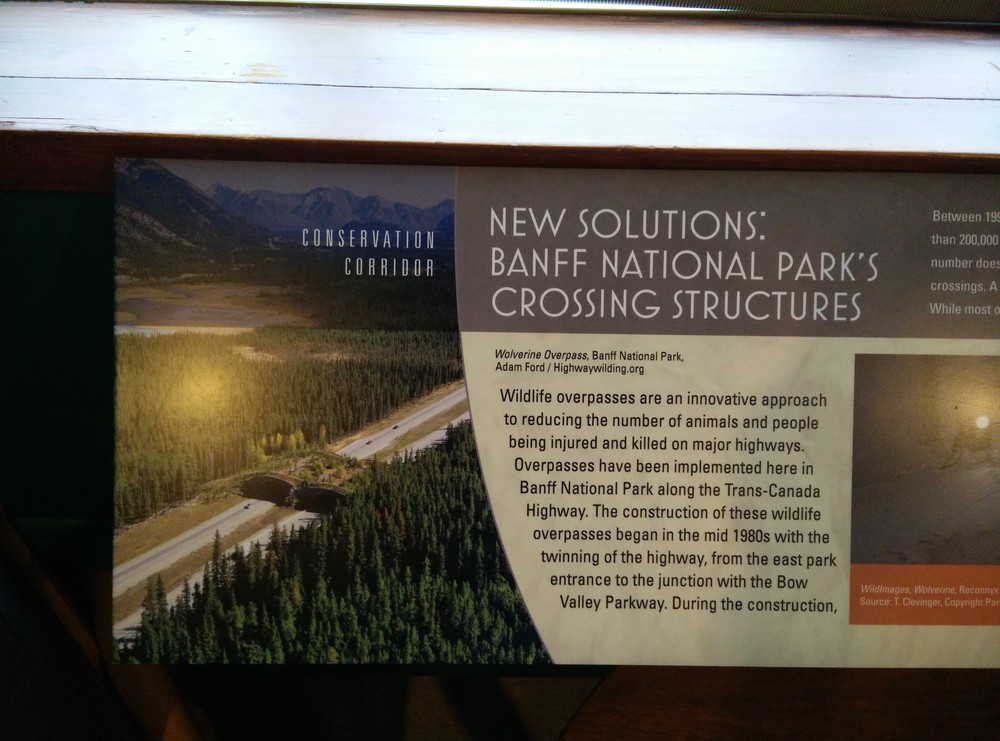 CONSERVATION
CORRIDOR
NEW SOLUTIONS:
BANFF NATIONAL PARK'S
CROSSING STRUCTURES
Wolverine Overpass, Banff National Park,
Adam Ford / Highwaywilding.org
Wildlife overpasses are an innovative approach
to reducing the number of animals and people
being injured and killed on major highways.
Overpasses have been implemented here in
Banff National Park along the Trans-Canada
Highway. The construction of these wildlife
overpasses began in the mid 1980s with the
twinning of the highway, from the east park
entrance to the junction with the Bow
Valley Parkway. During the construction,
Between 199
than 200,000
number does
crossings. A
While most o
WildImages, Wolverine, Reconnyx
Source: T. Clevenger, Copyright Par